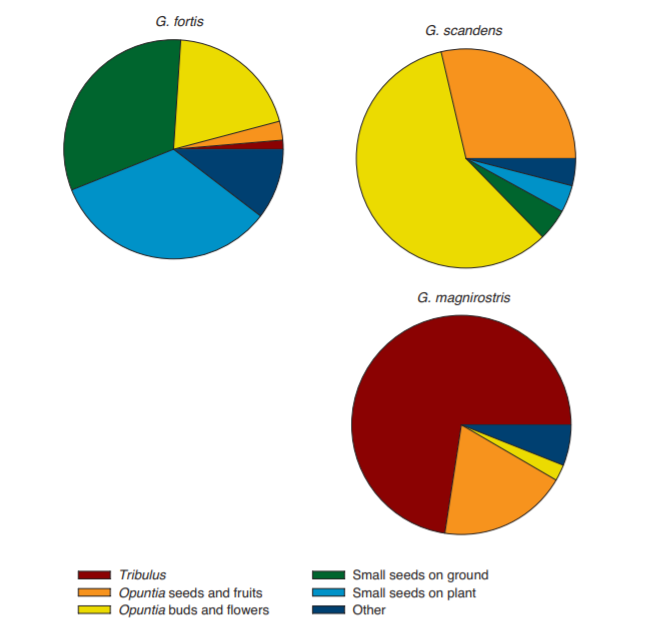 G. fortis
G. scandens
G. magnirostris
Tribulus
Opuntia seeds and fruits
Opuntia buds and flowers
Small seeds on ground
Small seeds on plant
Other